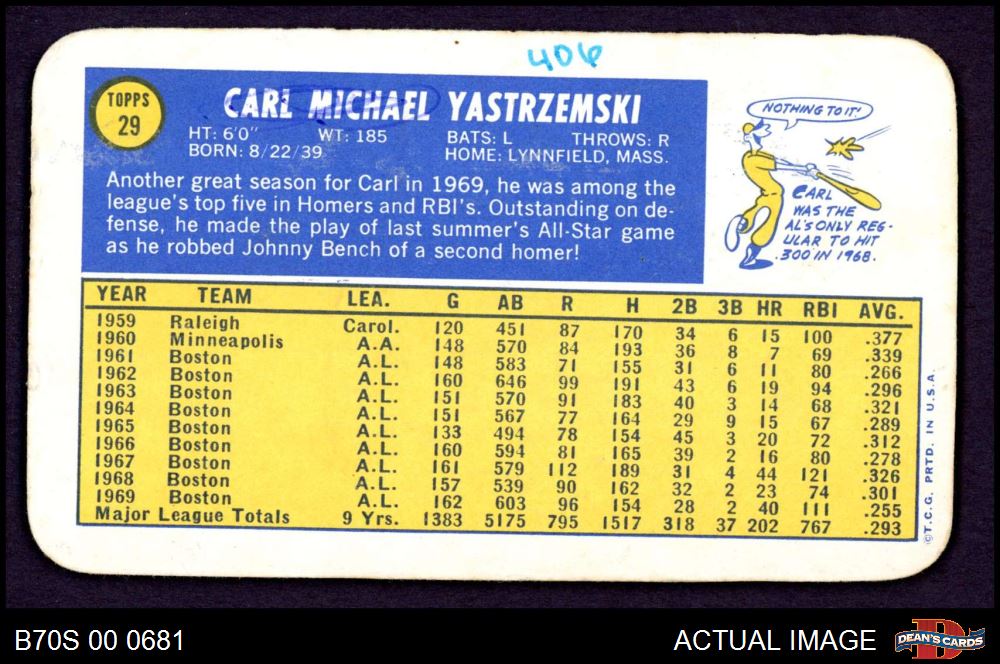 406
TOPPS
29
CARL MICHAEL YASTRZEMSKI
HT: 6'0" WT: 185 BATS: L THROWS: R
BORN: 8/22/39 HOME: LYNNFIELD, MASS.
Another great season for Carl in 1969, he was among the
league's top five in Homers and RBI's. Outstanding on de-
fense, he made the play of last summer's All-Star game
as he robbed Johnny Bench of a second homer!
NOTHING TO IT!
CARL
WAS THE
AL'S ONLY REG-
ULAR TO HIT
.300 IN 1968.
YEAR TEAM LEA. G AB R H 2B 3B HR RBI AVG.
1959 Raleigh Carol. 120 451 87 170 34 6 15 100 .377
1960 Minneapolis A.A. 148 570 84 193 36 8 7 69 .339
1961 Boston A.L. 148 583 71 155 31 6 11 80 .266
1962 Boston A.L. 160 646 99 191 43 6 19 94 .296
1963 Boston A.L. 151 570 91 183 40 3 14 68 .321
1964 Boston A.L. 151 567 77 164 29 9 15 67 .289
1965 Boston A.L. 133 494 78 154 45 3 20 72 .312
1966 Boston A.L. 160 594 81 165 39 2 16 80 .278
1967 Boston A.L. 161 579 112 189 31 4 44 121 .326
1968 Boston A.L. 157 539 90 162 32 2 23 74 .301
1969 Boston A.L. 162 603 96 154 28 2 40 111 .255
Major League Totals 9 Yrs. 1383 5175 795 1517 318 37 202 767 .293
©T.C.G. PRTD. IN U.S.A.
B70S 00 0681
ACTUAL IMAGE
DEAN'S CARDS